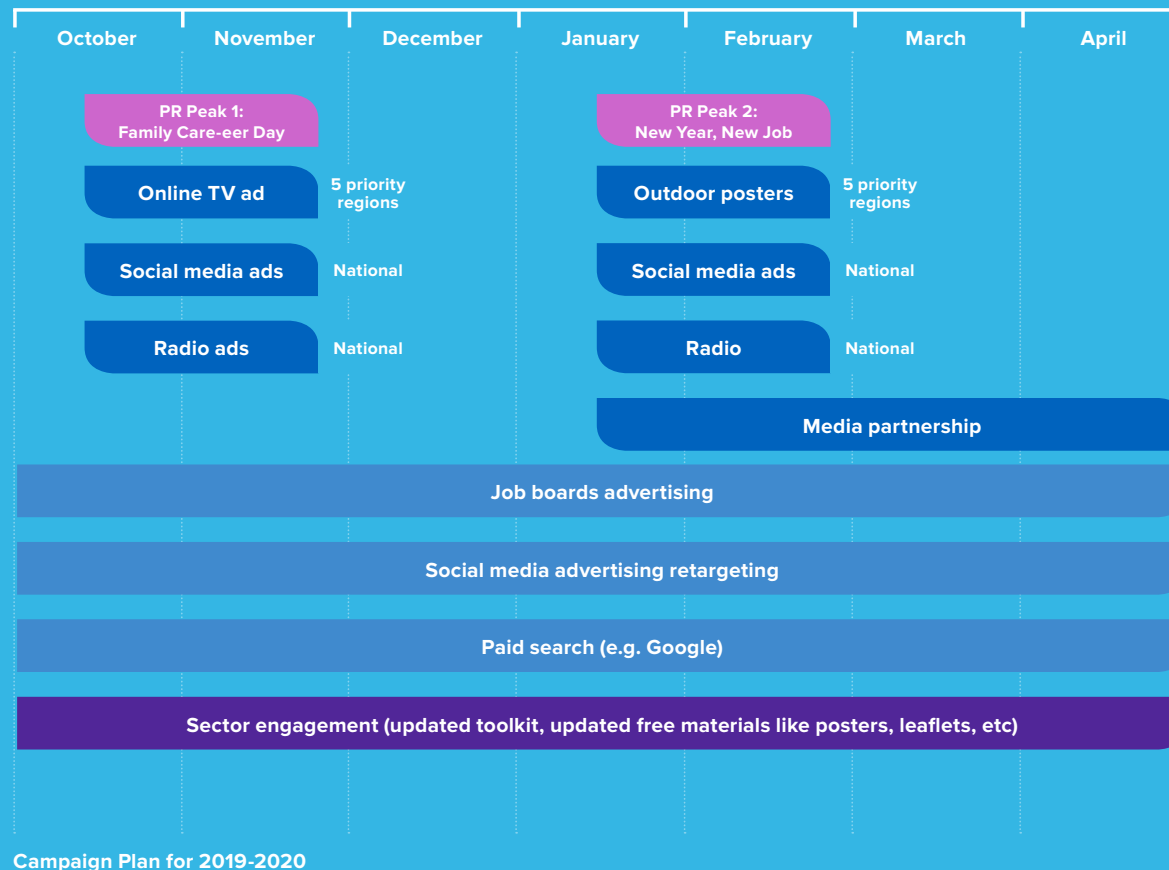 October
November
December
January
February
March
April
PR Peak 1:
Family Care-eer Day
PR Peak 2:
New Year, New Job
Online TV ad
5 priority
regions
Outdoor posters
5 priority
regions
Social media ads
National
Social media ads
National
Radio ads
National
Radio
National
Media partnership
Job boards advertising
Social media advertising retargeting
Paid search (e.g. Google)
Sector engagement (updated toolkit, updated free materials like posters, leaflets, etc)
Campaign Plan for 2019-2020